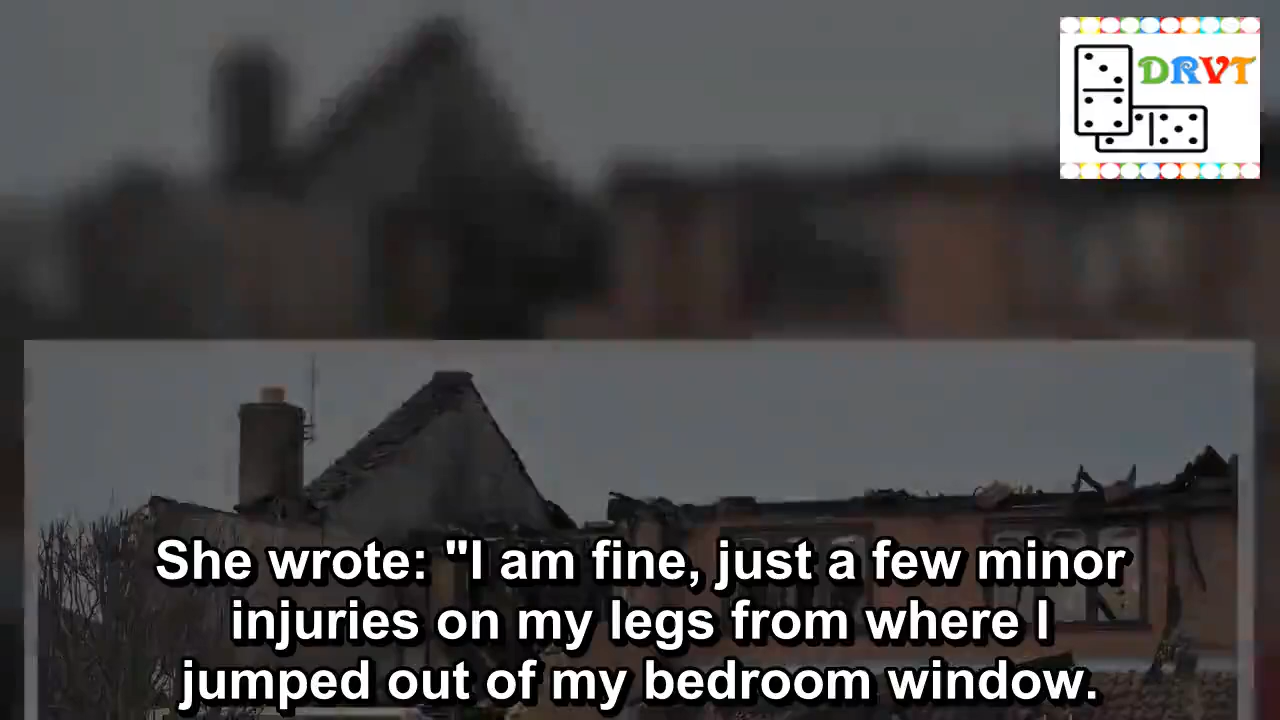 DRVT
She wrote: "I am fine, just a few minor
injuries on my legs from where I
jumped out of my bedroom window.